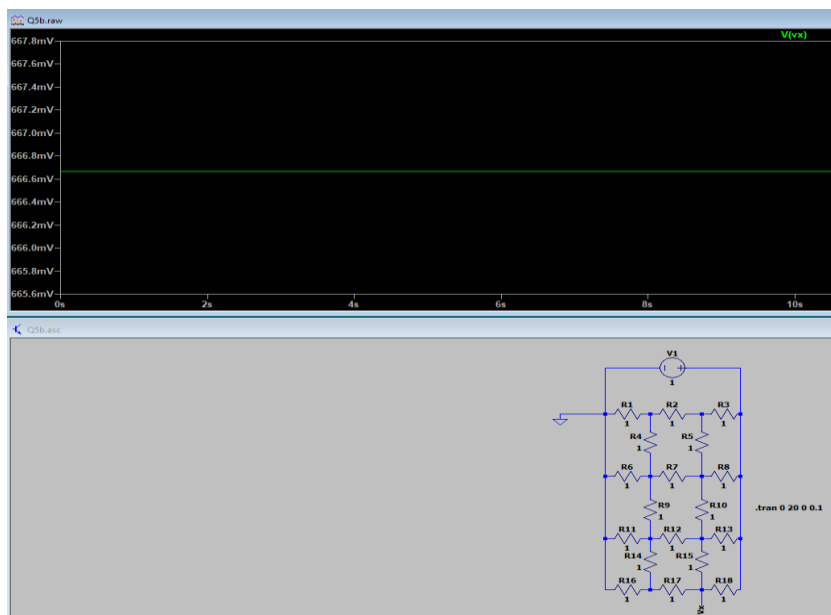 Q5b.raw
V(vx)
667.8mV
667.6mV
667.4mV
667.2mV
667.0mV
666.8mV
666.6mV
666.4mV
666.2mV
666.0mV
665.8mV
665.6mV
0s 2s 4s 6s 8s 10s
Q5b.asc
V1
1
R1 R2 R3
1 1 1
R4 R5
1 1
R6 R7 R8
1 1 1
R9 R10
1 1
.tran 0 20 0 0.1
R11 R12 R13
1 1 1
R14 R15
1 1
R16 R17 R18
1 1 1
Vx